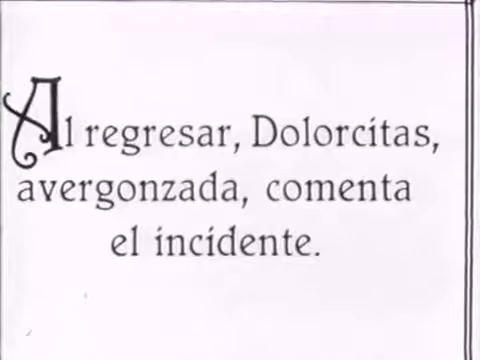 Al regresar, Dolorcitas,
avergonzada, comenta
el incidente.